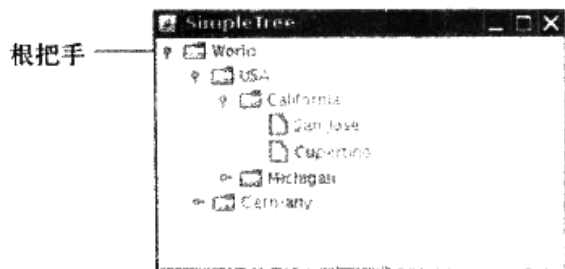 SimpleTree
根把手
World
USA
California
San Jose
Cupertino
Michigan
Germany